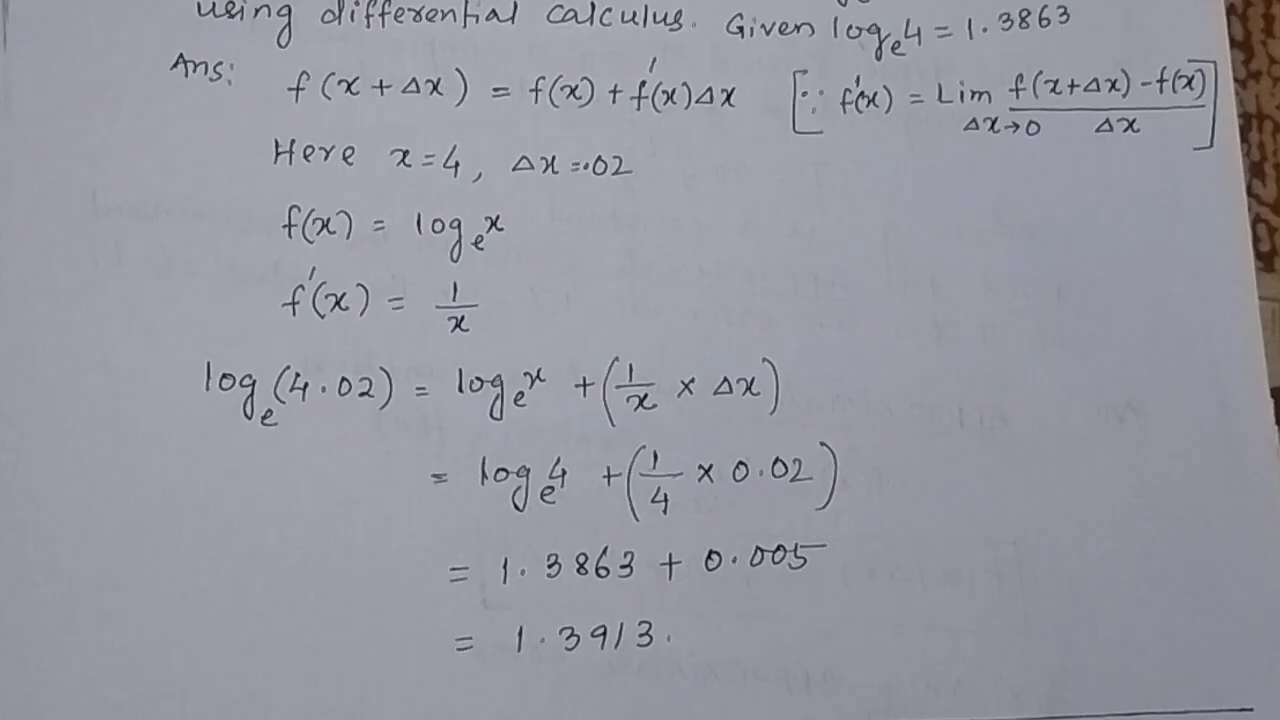 using differential calculus. Given logₑ4 = 1.3863
Ans: f(x+Δx) = f(x) + f'(x)Δx [∵ f'(x) = Lim Δx→0 f(x+Δx) - f(x) / Δx]
Here x = 4, Δx = .02
f(x) = logₑx
f'(x) = 1/x
logₑ(4.02) = logₑx + (1/x × Δx)
= logₑ4 + (1/4 × 0.02)
= 1.3863 + 0.005
= 1.3913.